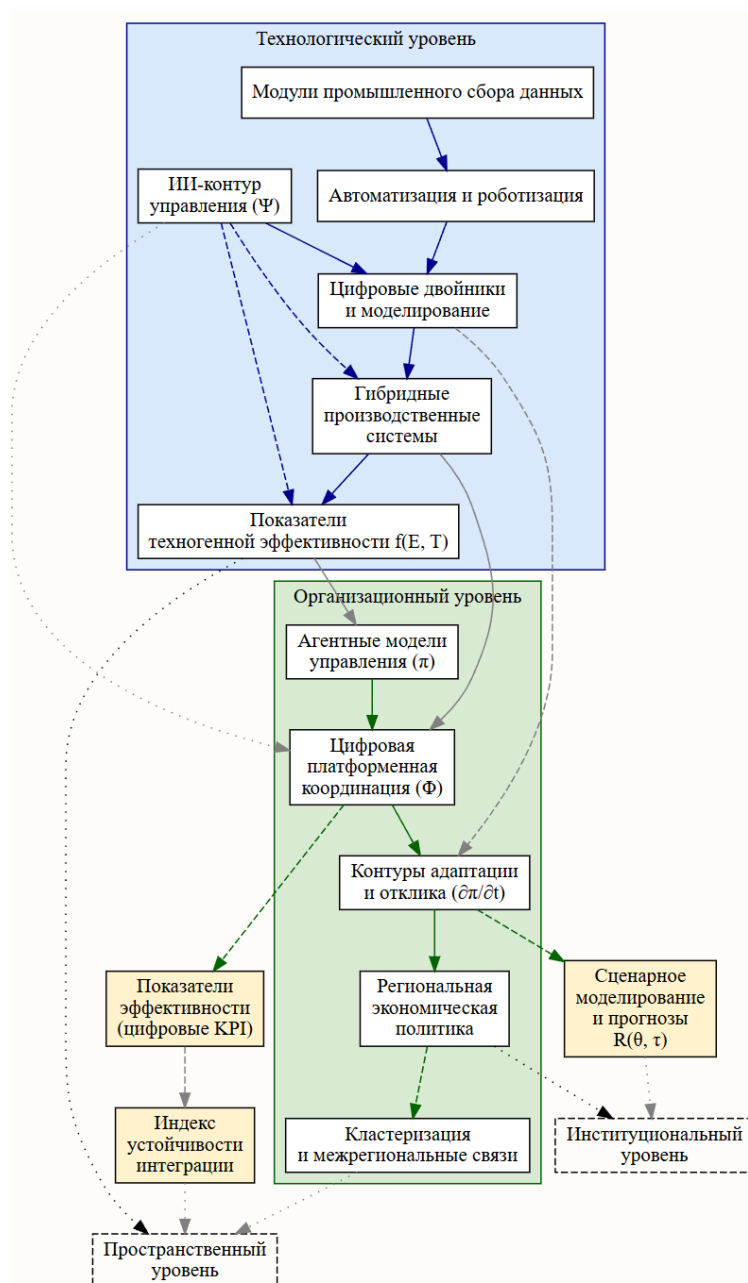 Технологический уровень
Модули промышленного сбора данных
ИИ-контур
управления (Ψ)
Автоматизация и роботизация
Цифровые двойники
и моделирование
Гибридные
производственные
системы
Показатели
техногенной эффективности f(E, T)
Организационный уровень
Агентные модели
управления (π)
Цифровая
платформенная
координация (Φ)
Контуры адаптации
и отклика (∂π/∂t)
Показатели
эффективности
(цифровые KPI)
Региональная
экономическая
политика
Сценарное
моделирование
и прогнозы
R(θ, τ)
Индекс
устойчивости
интеграции
Кластеризация
и межрегиональные связи
Институциональный
уровень
Пространственный
уровень